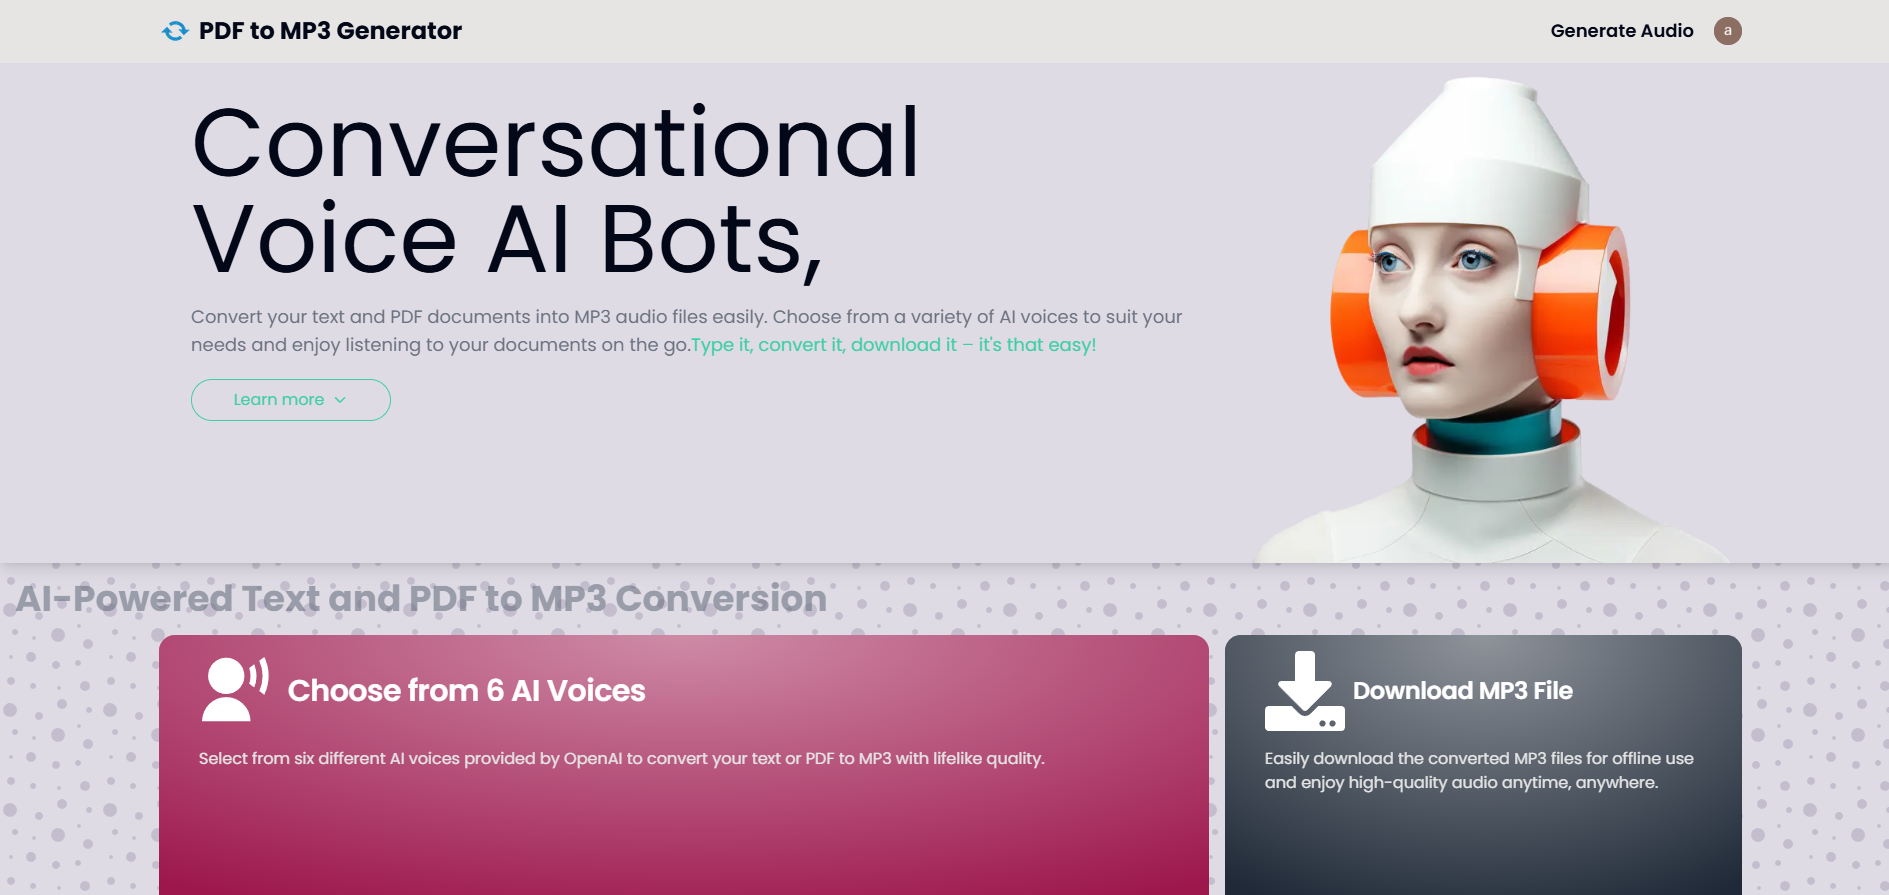 PDF to MP3 Generator
Generate Audio
a
Conversational
Voice AI Bots,
Convert your text and PDF documents into MP3 audio files easily. Choose from a variety of AI voices to suit your
needs and enjoy listening to your documents on the go.Type it, convert it, download it – it's that easy!
Learn more
AI-Powered Text and PDF to MP3 Conversion
Choose from 6 AI Voices
Select from six different AI voices provided by OpenAI to convert your text or PDF to MP3 with lifelike quality.
Download MP3 File
Easily download the converted MP3 files for offline use
and enjoy high-quality audio anytime, anywhere.